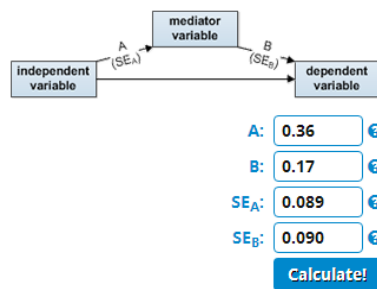 mediator
variable
A
(SEA)
B
(SEB)
independent
variable
dependent
variable
A: 0.36
B: 0.17
SEA: 0.089
SEB: 0.090
Calculate!